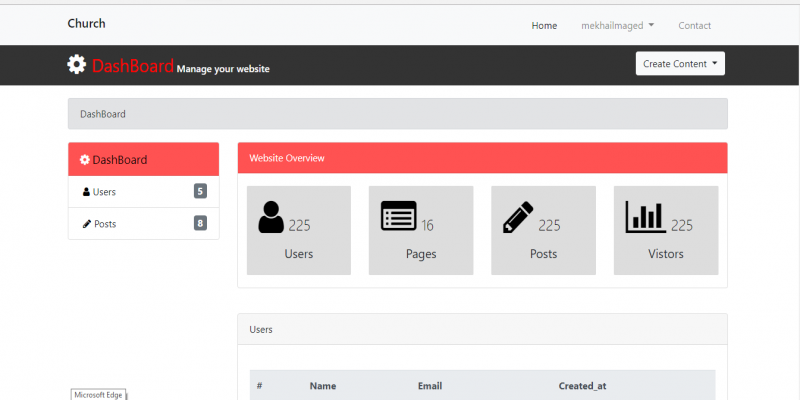 Church
Home mekhailmaged Contact
DashBoard Manage your website
Create Content
DashBoard
DashBoard
Users 5
Posts 8
Website Overview
225 16 225 225
Users Pages Posts Vistors
Users
# Name Email Created_at
Microsoft Edge